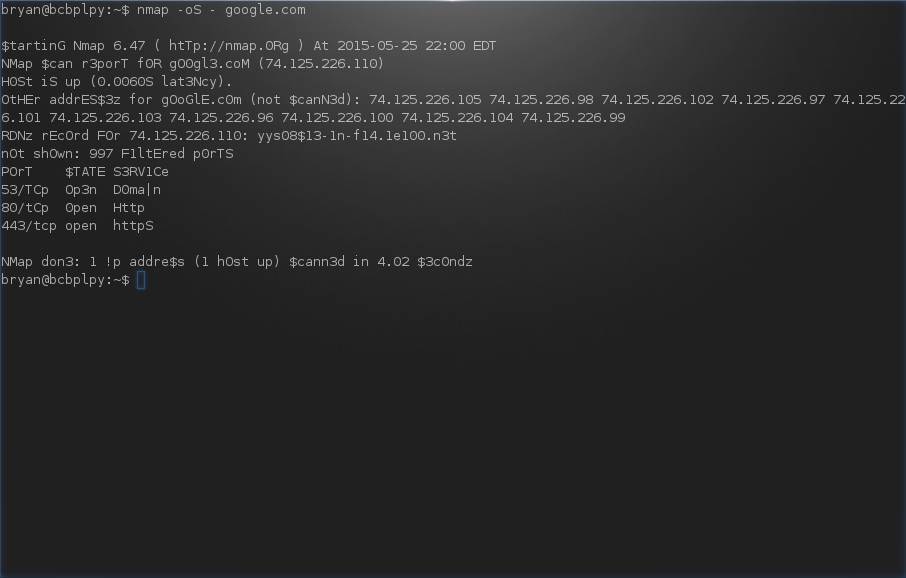 bryan@bcbplpy:~$ nmap -oS - google.com
$tartinG Nmap 6.47 ( htTp://nmap.0Rg ) At 2015-05-25 22:00 EDT
NMap $can r3porT fOR gO0gl3.coM (74.125.226.110)
H0St iS up (0.0060S lat3Ncy).
OtHEr addrES$3z for gOoGlE.cOm (not $canN3d): 74.125.226.105 74.125.226.98 74.125.226.102 74.125.226.97 74.125.22
6.101 74.125.226.103 74.125.226.96 74.125.226.100 74.125.226.104 74.125.226.99
RDNz rEcOrd FOr 74.125.226.110: yys08$13-1n-f14.1e100.n3t
nOt shOwn: 997 F1ltEred pOrTS
POrT    $TATE S3RV1Ce
53/TCp  Op3n  D0ma|n
80/tCp  Open  Http
443/tcp open  httpS
NMap don3: 1 !p addre$s (1 hOst up) $cann3d in 4.02 $3c0ndz
bryan@bcbplpy:~$